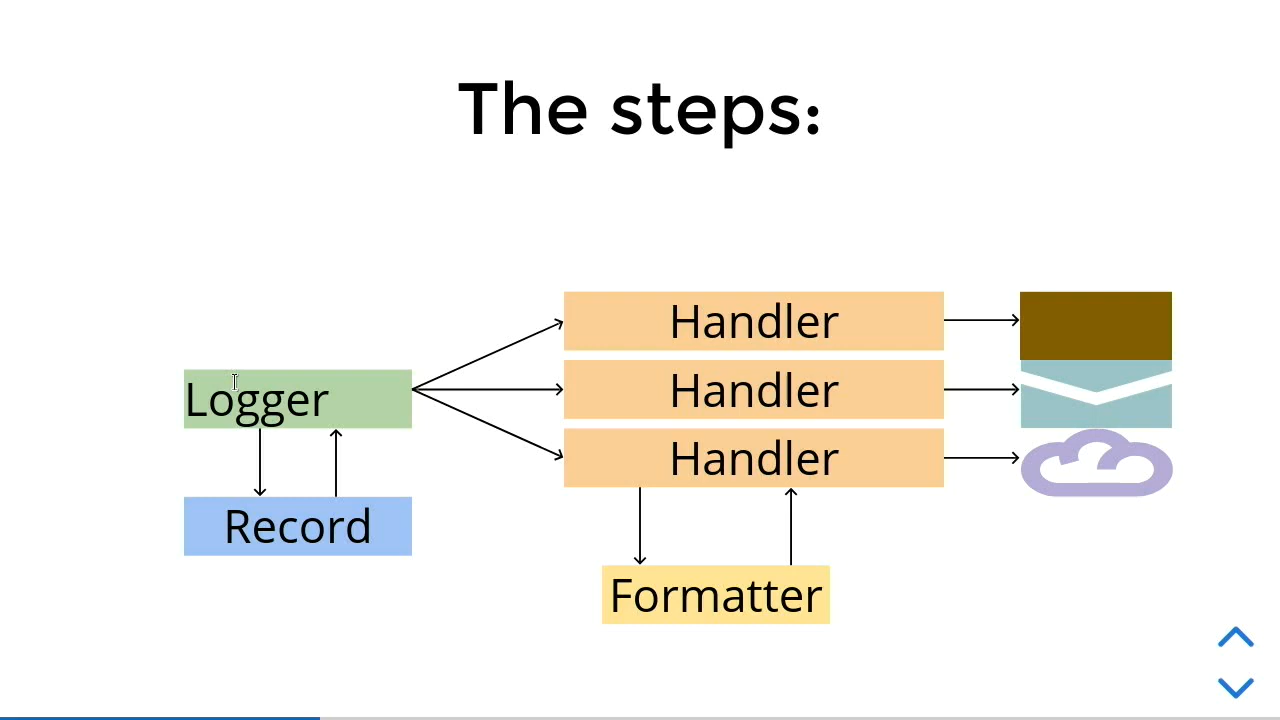 The steps:
Handler
Logger
Handler
Handler
Record
Formatter